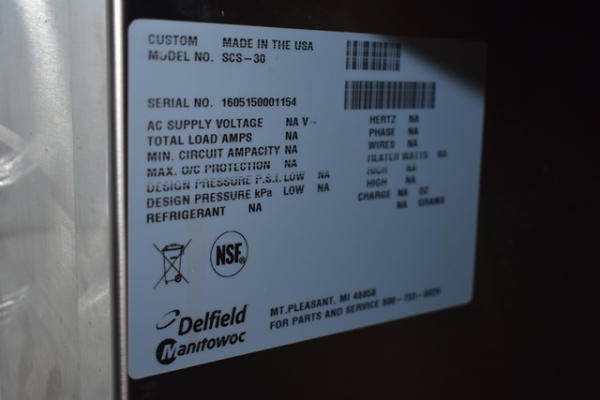 CUSTOM MADE IN THE USA
MODEL NO. SCS-30
SERIAL NO. 1605150001154
AC SUPPLY VOLTAGE NA V~ HERTZ NA
TOTAL LOAD AMPS NA PHASE NA
MIN. CIRCUIT AMPACITY NA WIRES NA
MAX. O/C PROTECTION NA HEATER WATTS NA
DESIGN PRESSURE P.S.I. LOW NA HIGH NA
DESIGN PRESSURE kPa LOW NA HIGH NA
REFRIGERANT NA CHARGE NA OZ
NA GRAMS
NSF®
Delfield
Manitowoc
MT.PLEASANT, MI 48858
FOR PARTS AND SERVICE